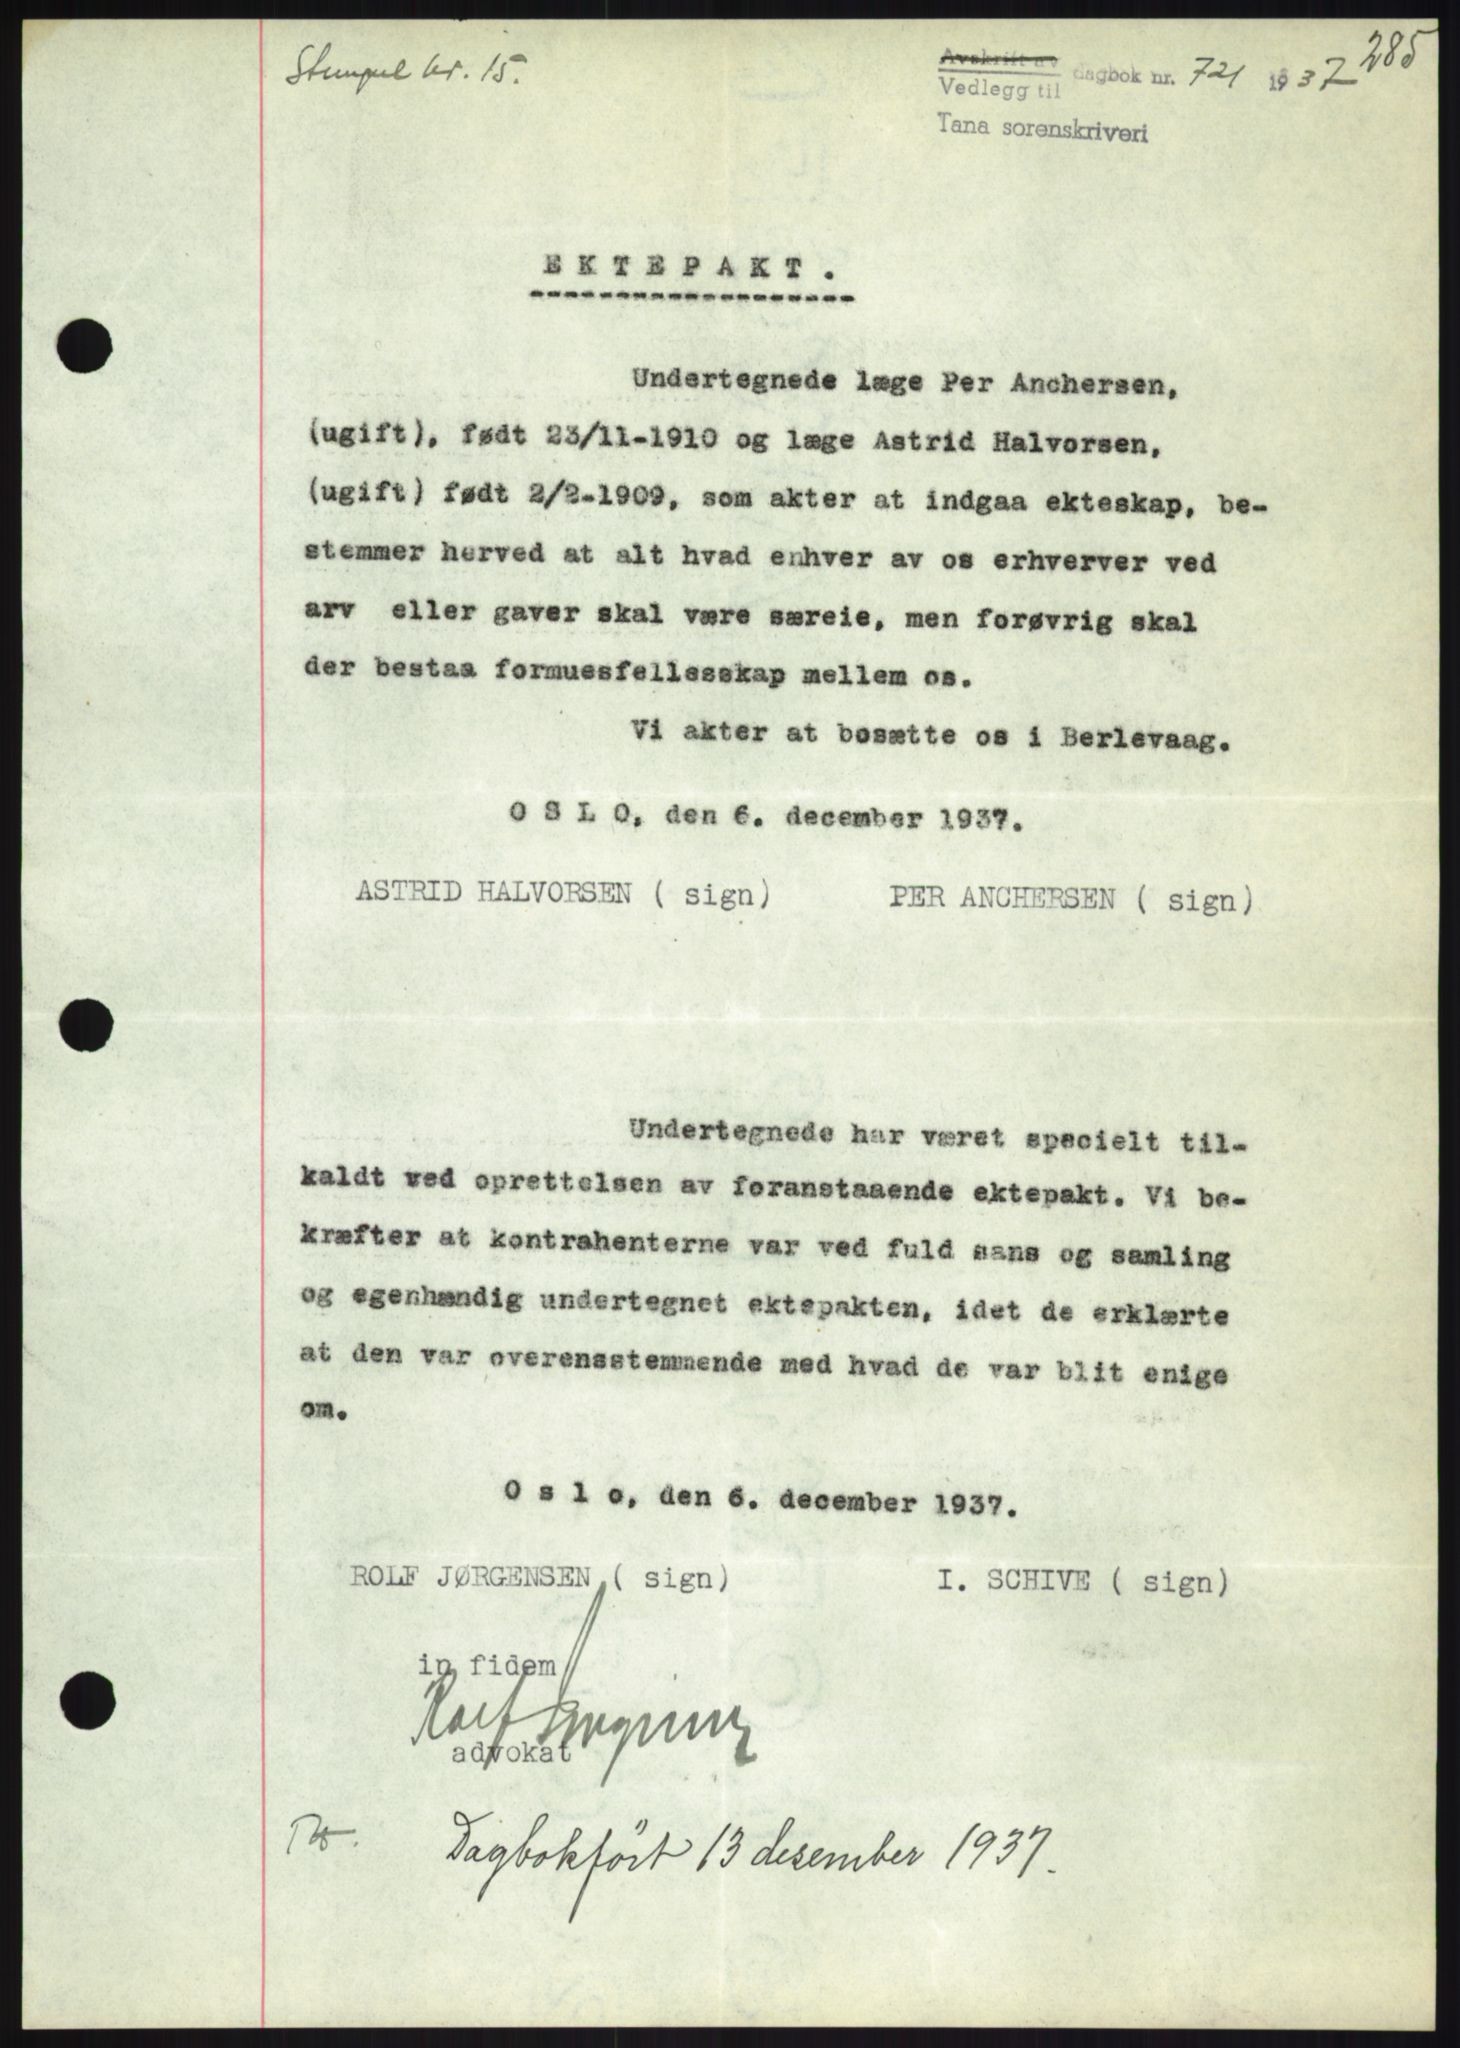 Stempel kr. 15.
285
Avskrift av
Vedlegg til
dagbok nr. 721 1937
Tana sorenskriveri
EKTEPAKT.
Undertegnede læge Per Anchersen,
(ugift), født 23/11-1910 og læge Astrid Halvorsen,
(ugift) født 2/2-1909, som akter at indgaa ekteskap, be-
stemmer herved at alt hvad enhver av os erhverver ved
arv eller gaver skal være særeie, men forøvrig skal
der bestaa formuesfellesskap mellem os.
Vi akter at bosætte os i Berlevaag.
O S L O, den 6. december 1937.
ASTRID HALVORSEN ( sign) PER ANCHERSEN ( sign)
Undertegnede har været specielt til-
kaldt ved oprettelsen av foranstaaende ektepakt. Vi be-
kræfter at kontrahenterne var ved fuld sans og samling
og egenhændig undertegnet ektepakten, idet de erklærte
at den var overensstemmende med hvad de var blit enige
om.
O s l o, den 6. december 1937.
ROLF JØRGENSEN ( sign) I. SCHIVE ( sign)
in fidem
Rolf Jørgensen
advokat
Dagbokført 13 desember 1937.